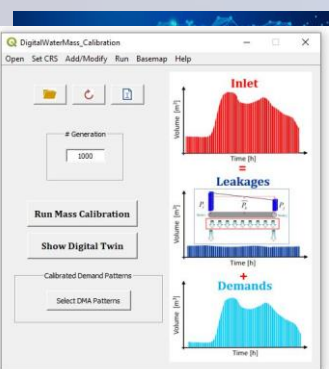 DigitalWaterMass_Calibration
Open Set CRS Add/Modify Run Basemap Help
# Generation
1000
Run Mass Calibration
Show Digital Twin
Calibrated Demand Patterns
Select DMA Patterns
Inlet
Volume [m³]
Time [h]
=
Leakages
Volume [m³]
Time [h]
+
Demands
Volume [m³]
Time [h]